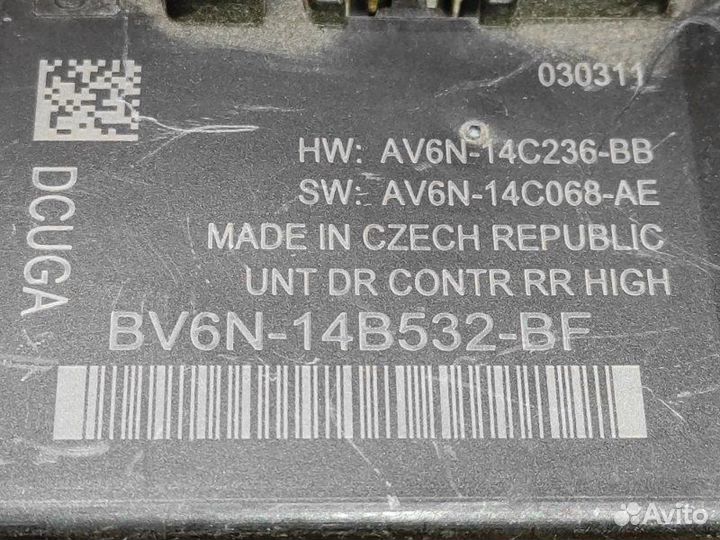 030311
HW: AV6N-14C236-BB
SW: AV6N-14C068-AE
MADE IN CZECH REPUBLIC
UNT DR CONTR RR HIGH
BV6N-14B532-BF
DCUGA
Avito